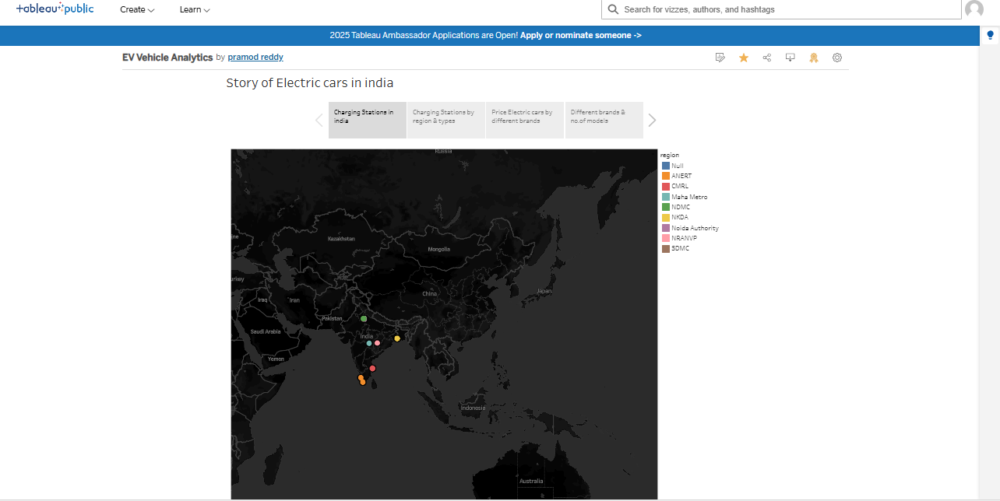 tableau public
Create
Learn
Search for vizzes, authors, and hashtags
2025 Tableau Ambassador Applications are Open! Apply or nominate someone ->
EV Vehicle Analytics by pramod reddy
Story of Electric cars in india
Charging Stations in
india
Charging Stations by
region & types
Price Electric cars by
different brands
Different brands &
no.of models
region
Null
ANERT
CMRL
Maha Metro
NDMC
NKDA
Noida Authority
NRANVP
SDMC
Russia
ine
Kazakhstan
Mongolia
urkey
China
Japan
Iraq
Iran
Pakistan
Saudi Arabia
India
Yemen
Indonesia
Australia